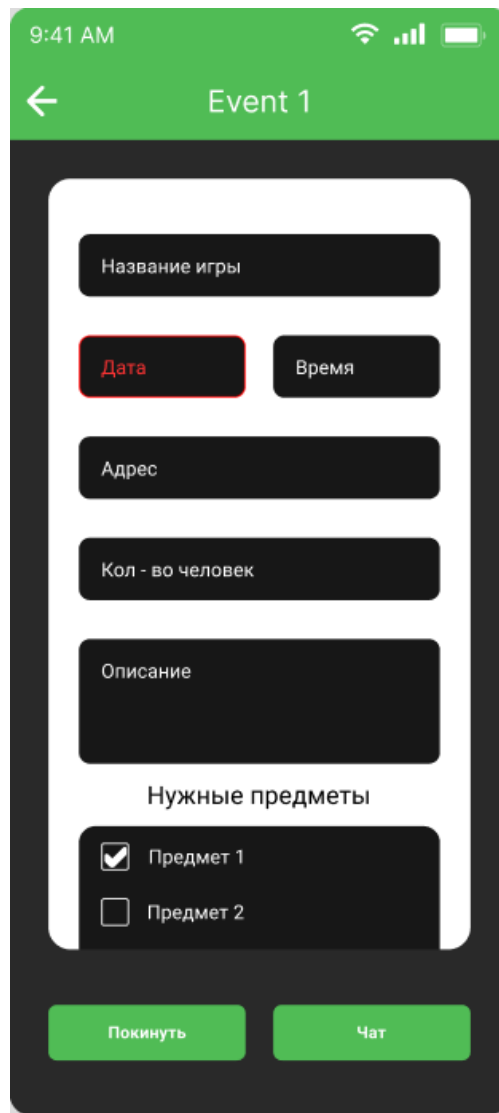 9:41 AM
Event 1
Название игры
Дата
Время
Адрес
Кол - во человек
Описание
Нужные предметы
Предмет 1
Предмет 2
Покинуть
Чат